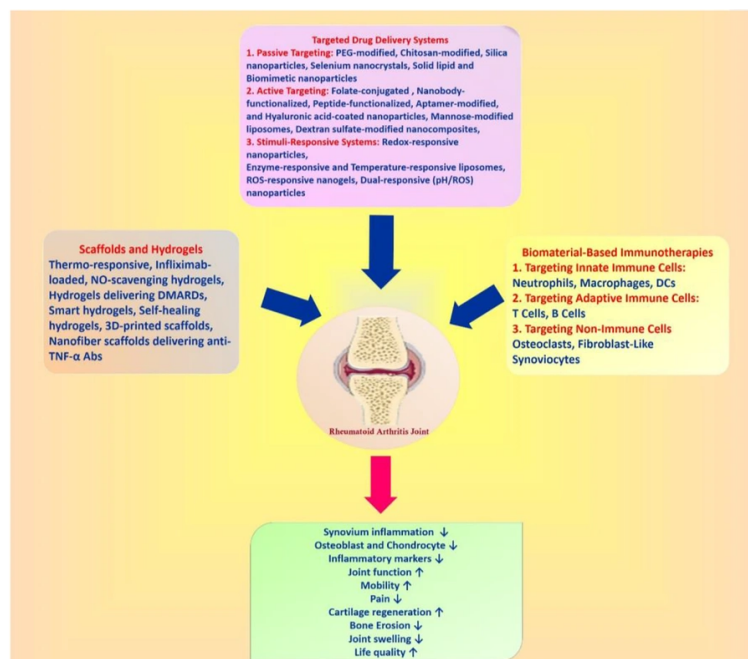 Targeted Drug Delivery Systems
1. Passive Targeting: PEG-modified, Chitosan-modified, Silica
nanoparticles, Selenium nanocrystals, Solid lipid and
Biomimetic nanoparticles
2. Active Targeting: Folate-conjugated , Nanobody-
functionalized, Peptide-functionalized, Aptamer-modified,
and Hyaluronic acid-coated nanoparticles, Mannose-modified
liposomes, Dextran sulfate-modified nanocomposites,
3. Stimuli-Responsive Systems: Redox-responsive
nanoparticles,
Enzyme-responsive and Temperature-responsive liposomes,
ROS-responsive nanogels, Dual-responsive (pH/ROS)
nanoparticles
Scaffolds and Hydrogels
Thermo-responsive, Infliximab-
loaded, NO-scavenging hydrogels,
Hydrogels delivering DMARDs,
Smart hydrogels, Self-healing
hydrogels, 3D-printed scaffolds,
Nanofiber scaffolds delivering anti-
TNF-α Abs
Biomaterial-Based Immunotherapies
1. Targeting Innate Immune Cells:
Neutrophils, Macrophages, DCs
2. Targeting Adaptive Immune Cells:
T Cells, B Cells
3. Targeting Non-Immune Cells
Osteoclasts, Fibroblast-Like
Synoviocytes
Rheumatoid Arthritis Joint
Synovium inflammation ↓
Osteoblast and Chondrocyte ↓
Inflammatory markers ↓
Joint function ↑
Mobility ↑
Pain ↓
Cartilage regeneration ↑
Bone Erosion ↓
Joint swelling ↓
Life quality ↑